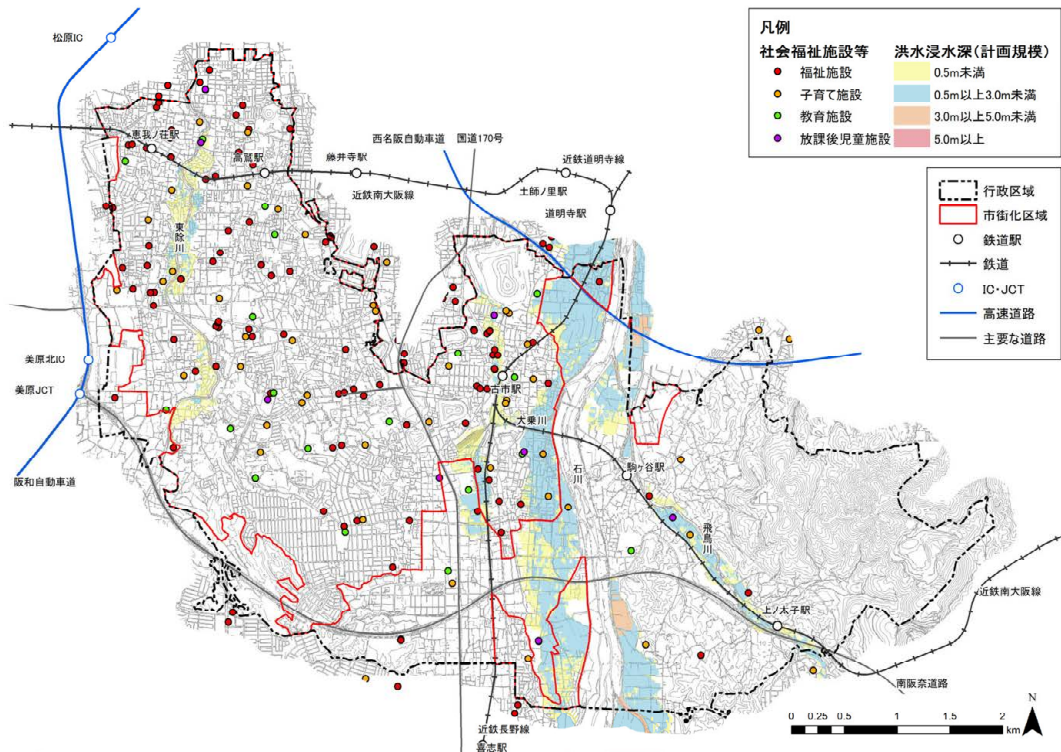 松原IC
恵我ノ荘駅
高鷲駅
藤井寺駅
近鉄南大阪線
西名阪自動車道
国道170号
近鉄道明寺線
土師ノ里駅
道明寺駅
東除川
美原北IC
美原JCT
阪和自動車道
古市駅
大乗川
石川
駒ヶ谷駅
飛鳥川
上ノ太子駅
近鉄南大阪線
南阪奈道路
近鉄長野線
喜志駅
凡例
社会福祉施設等
福祉施設
子育て施設
教育施設
放課後児童施設
洪水浸水深(計画規模)
0.5m未満
0.5m以上3.0m未満
3.0m以上5.0m未満
5.0m以上
行政区域
市街化区域
鉄道駅
鉄道
IC・JCT
高速道路
主要な道路
N
0 0.25 0.5 1 1.5 2
km